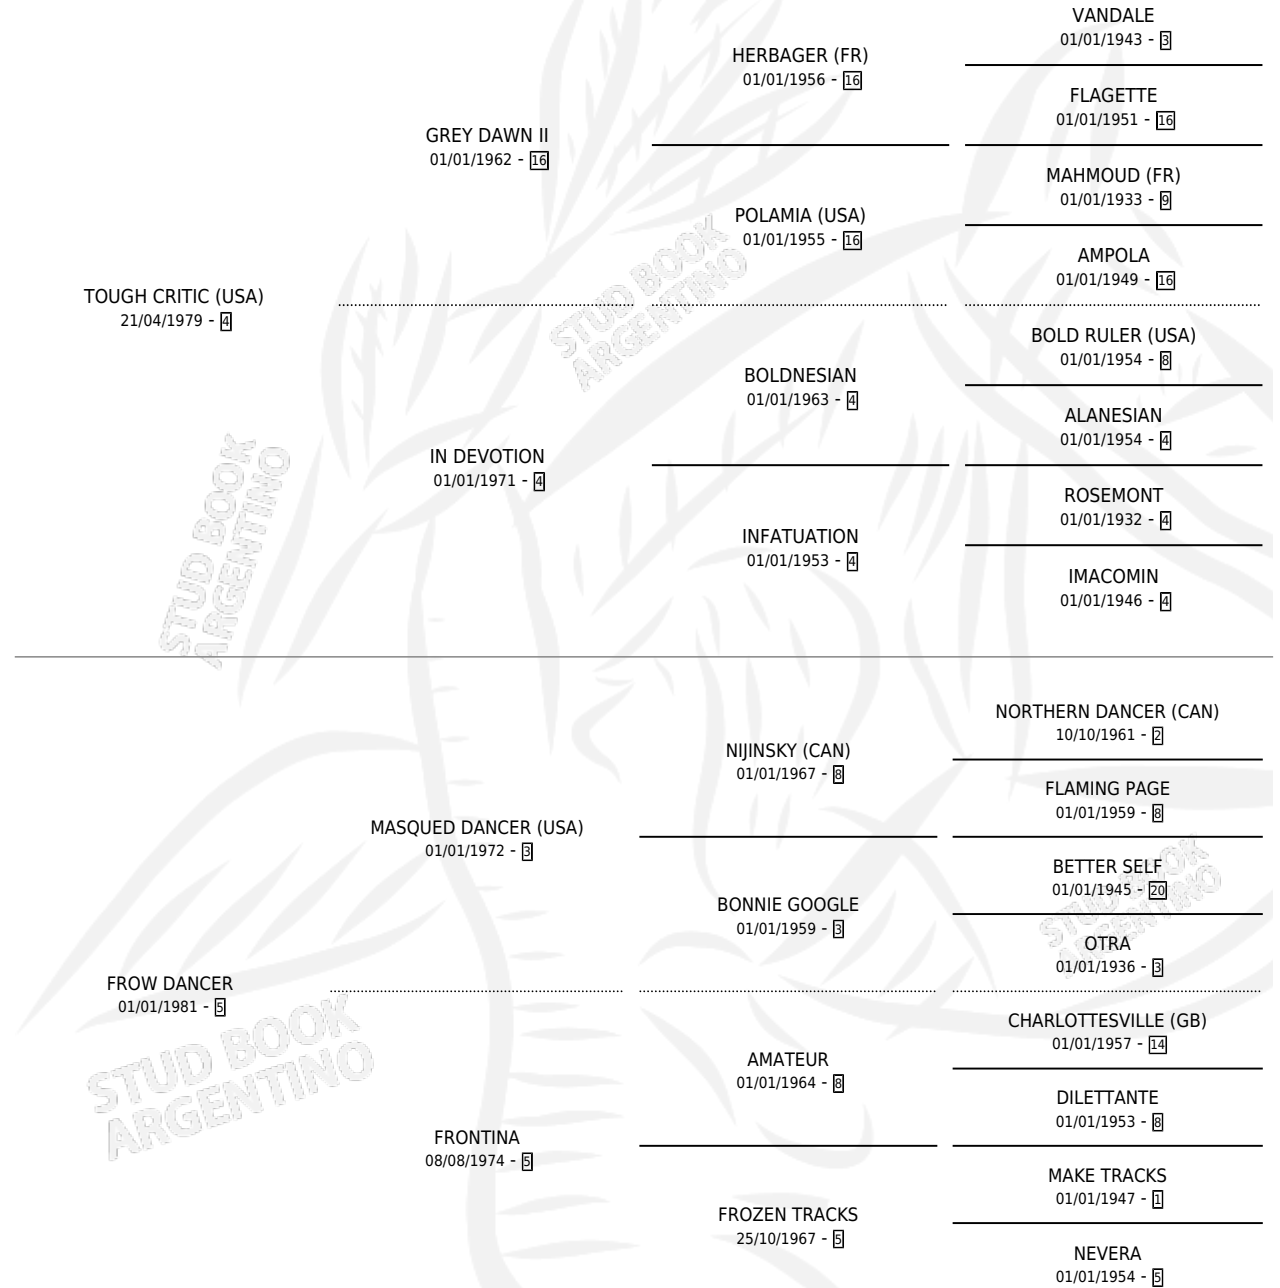 VANDALE
01/01/1943 - 3
HERBAGER (FR)
01/01/1956 - 16
FLAGETTE
01/01/1951 - 16
GREY DAWN II
01/01/1962 - 16
MAHMOUD (FR)
01/01/1933 - 9
POLAMIA (USA)
01/01/1955 - 16
AMPOLA
01/01/1949 - 16
TOUGH CRITIC (USA)
21/04/1979 - 4
BOLD RULER (USA)
01/01/1954 - 8
BOLDNESIAN
01/01/1963 - 4
ALANESIAN
01/01/1954 - 4
IN DEVOTION
01/01/1971 - 4
ROSEMONT
01/01/1932 - 4
INFATUATION
01/01/1953 - 4
IMACOMIN
01/01/1946 - 4
STUD BOOK
ARGENTINO
STUD BOOK
ARGENTINO
NORTHERN DANCER (CAN)
10/10/1961 - 2
NIJINSKY (CAN)
01/01/1967 - 8
FLAMING PAGE
01/01/1959 - 8
MASQUED DANCER (USA)
01/01/1972 - 3
BETTER SELF
01/01/1945 - 20
BONNIE GOOGLE
01/01/1959 - 3
OTRA
01/01/1936 - 3
FROW DANCER
01/01/1981 - 5
CHARLOTTESVILLE (GB)
01/01/1957 - 14
AMATEUR
01/01/1964 - 8
DILETTANTE
01/01/1953 - 8
FRONTINA
08/08/1974 - 5
MAKE TRACKS
01/01/1947 - 1
FROZEN TRACKS
25/10/1967 - 5
NEVERA
01/01/1954 - 5
STUD BOOK
ARGENTINO
STUD BOOK
ARGENTINO